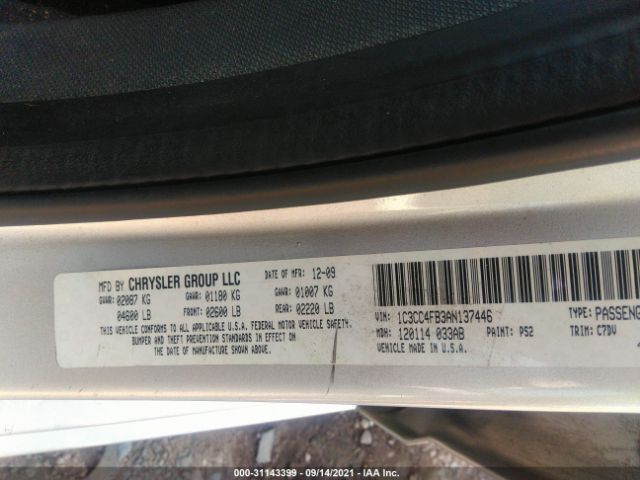 MFD BY CHRYSLER GROUP LLC DATE OF MFR 12-09
GVWR: 02087 KG GAWR: 01180 KG GAWR: 01007 KG
04600 LB FRONT: 02600 LB REAR: 02220 LB
THIS VEHICLE CONFORMS TO ALL APPLICABLE U.S.A. FEDERAL MOTOR VEHICLE SAFETY,
BUMPER AND THEFT PREVENTION STANDARDS IN EFFECT ON
THE DATE OF MANUFACTURE SHOWN ABOVE.
VIN: 1C3CC4FB3AN137446 TYPE: PASSENG
MDH: 120114 033AB PAINT: PS2 TRIM: C7DV
VEHICLE MADE IN U.S.A.
000-31143399 - 09/14/2021 - IAA Inc.